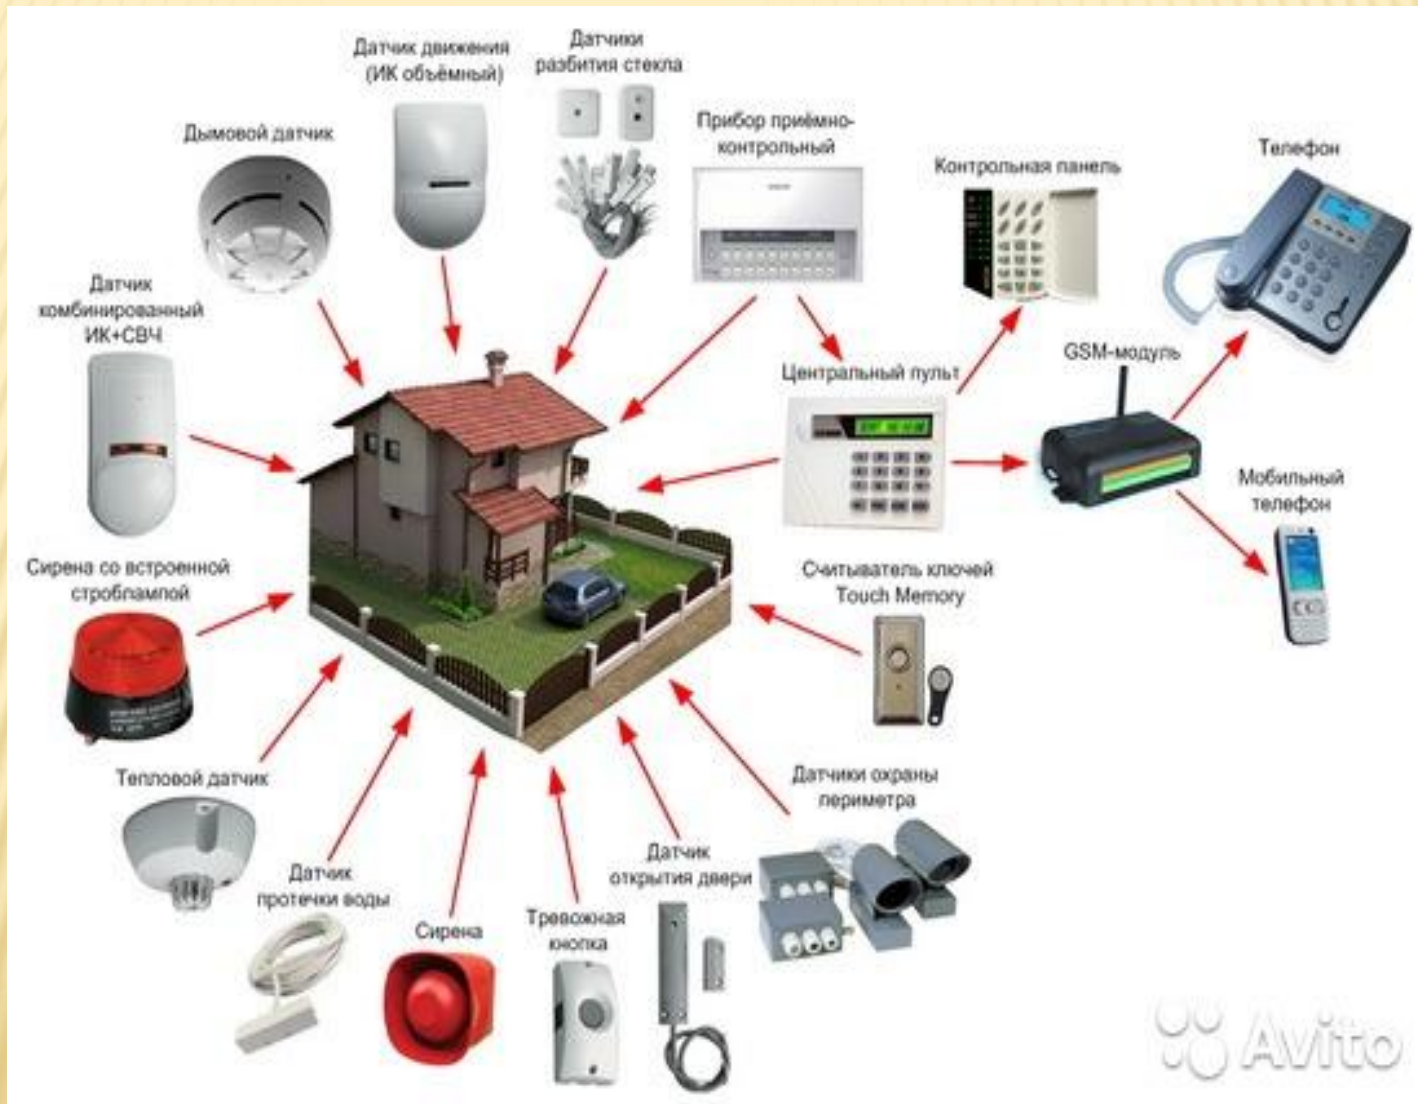 Датчик движения
(ИК объёмный)
Датчики
разбития стекла
Дымовой датчик
Прибор приёмно-
контрольный
Контрольная панель
Телефон
Датчик
комбинированный
ИК+СВЧ
Центральный пульт
GSM-модуль
Мобильный
телефон
Сирена со встроенной
строблампой
Считыватель ключей
Touch Memory
Тепловой датчик
Датчики охраны
периметра
Датчик
протечки воды
Датчик
открытия двери
Сирена
Тревожная
кнопка
Avito